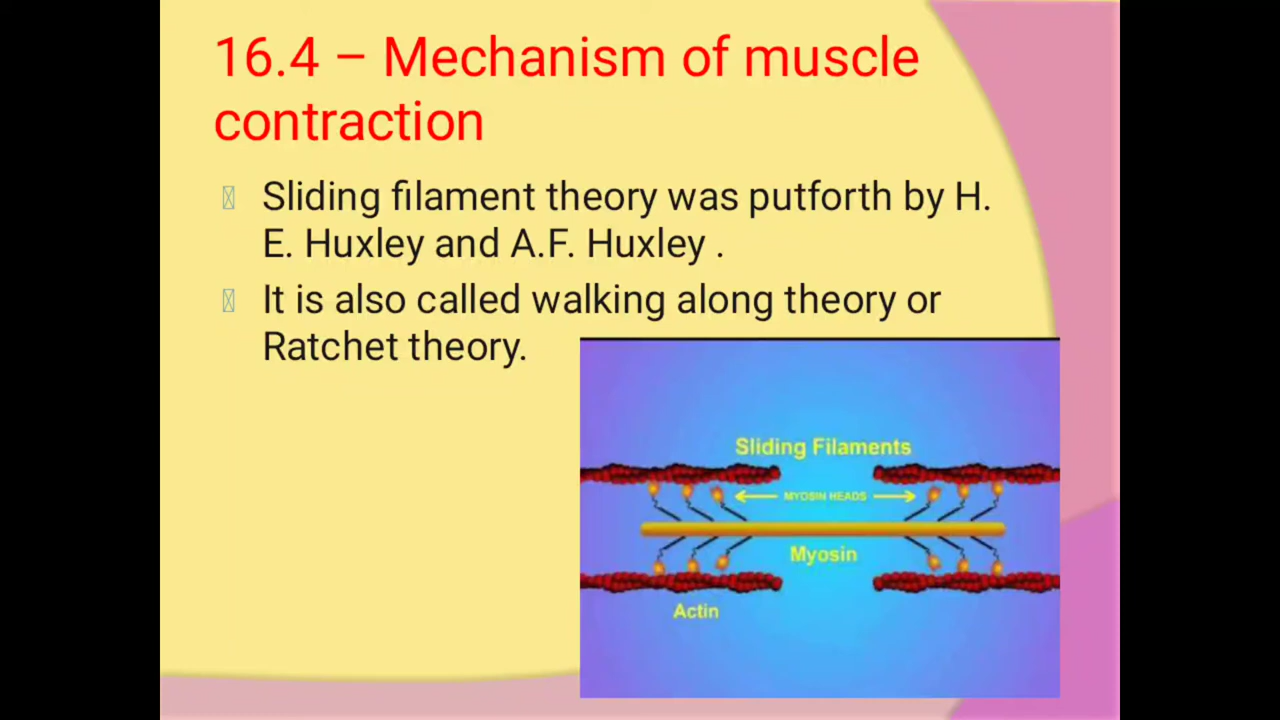 16.4 – Mechanism of muscle
contraction
Sliding filament theory was putforth by H.
E. Huxley and A.F. Huxley .
It is also called walking along theory or
Ratchet theory.
Sliding Filaments
MYOSIN HEADS
Myosin
Actin